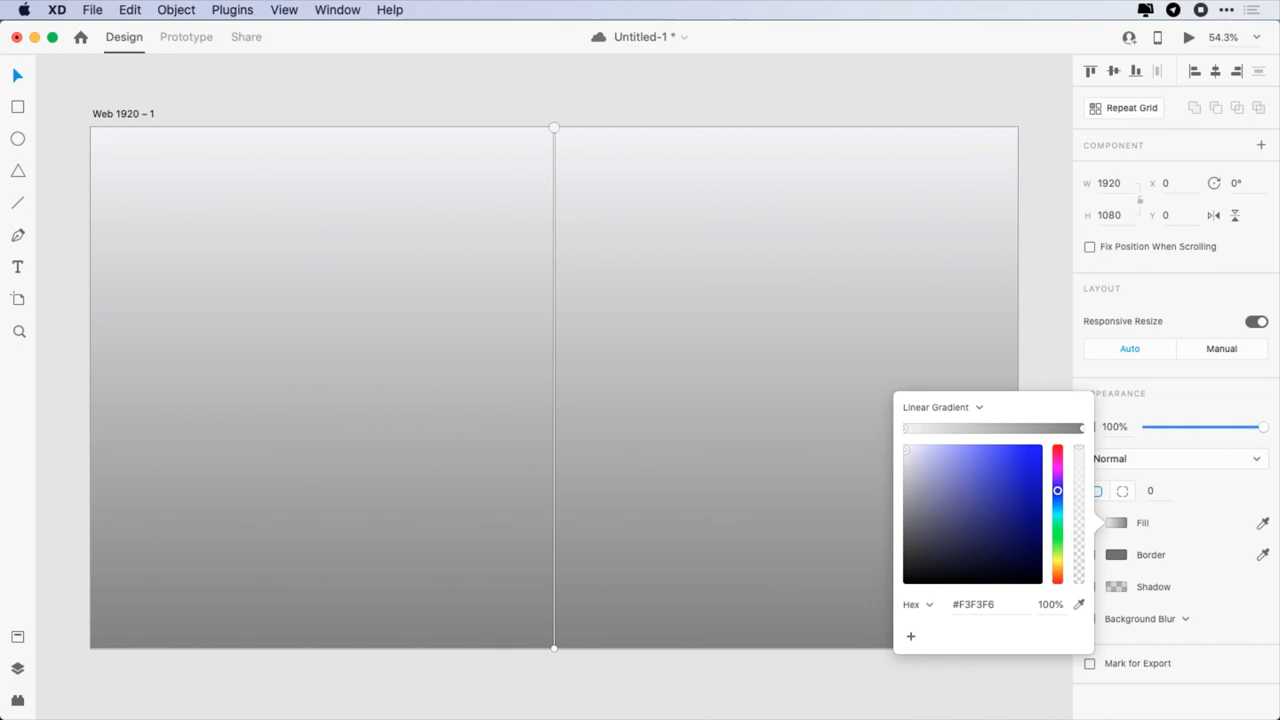 XD File Edit Object Plugins View Window Help
Design Prototype Share Untitled-1 * 54.3%
Web 1920 – 1
Repeat Grid
COMPONENT
W 1920 X 0 0°
H 1080 Y 0
Fix Position When Scrolling
LAYOUT
Responsive Resize
Auto Manual
PPEARANCE
100%
Normal
0
Fill
Border
Shadow
Background Blur
Mark for Export
Linear Gradient
Hex #F3F3F6 100%
+